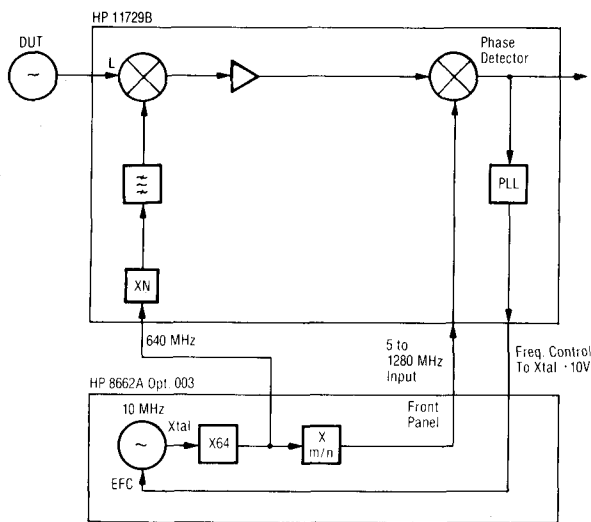 HP 11729B
DUT
L
Phase
Detector
PLL
XN
640 MHz
5 to
1280 MHz
Input
Freq. Control
To Xtal · 10V
HP 8662A Opt. 003
10 MHz
Xtal
X64
X
m/n
Front
Panel
EFC